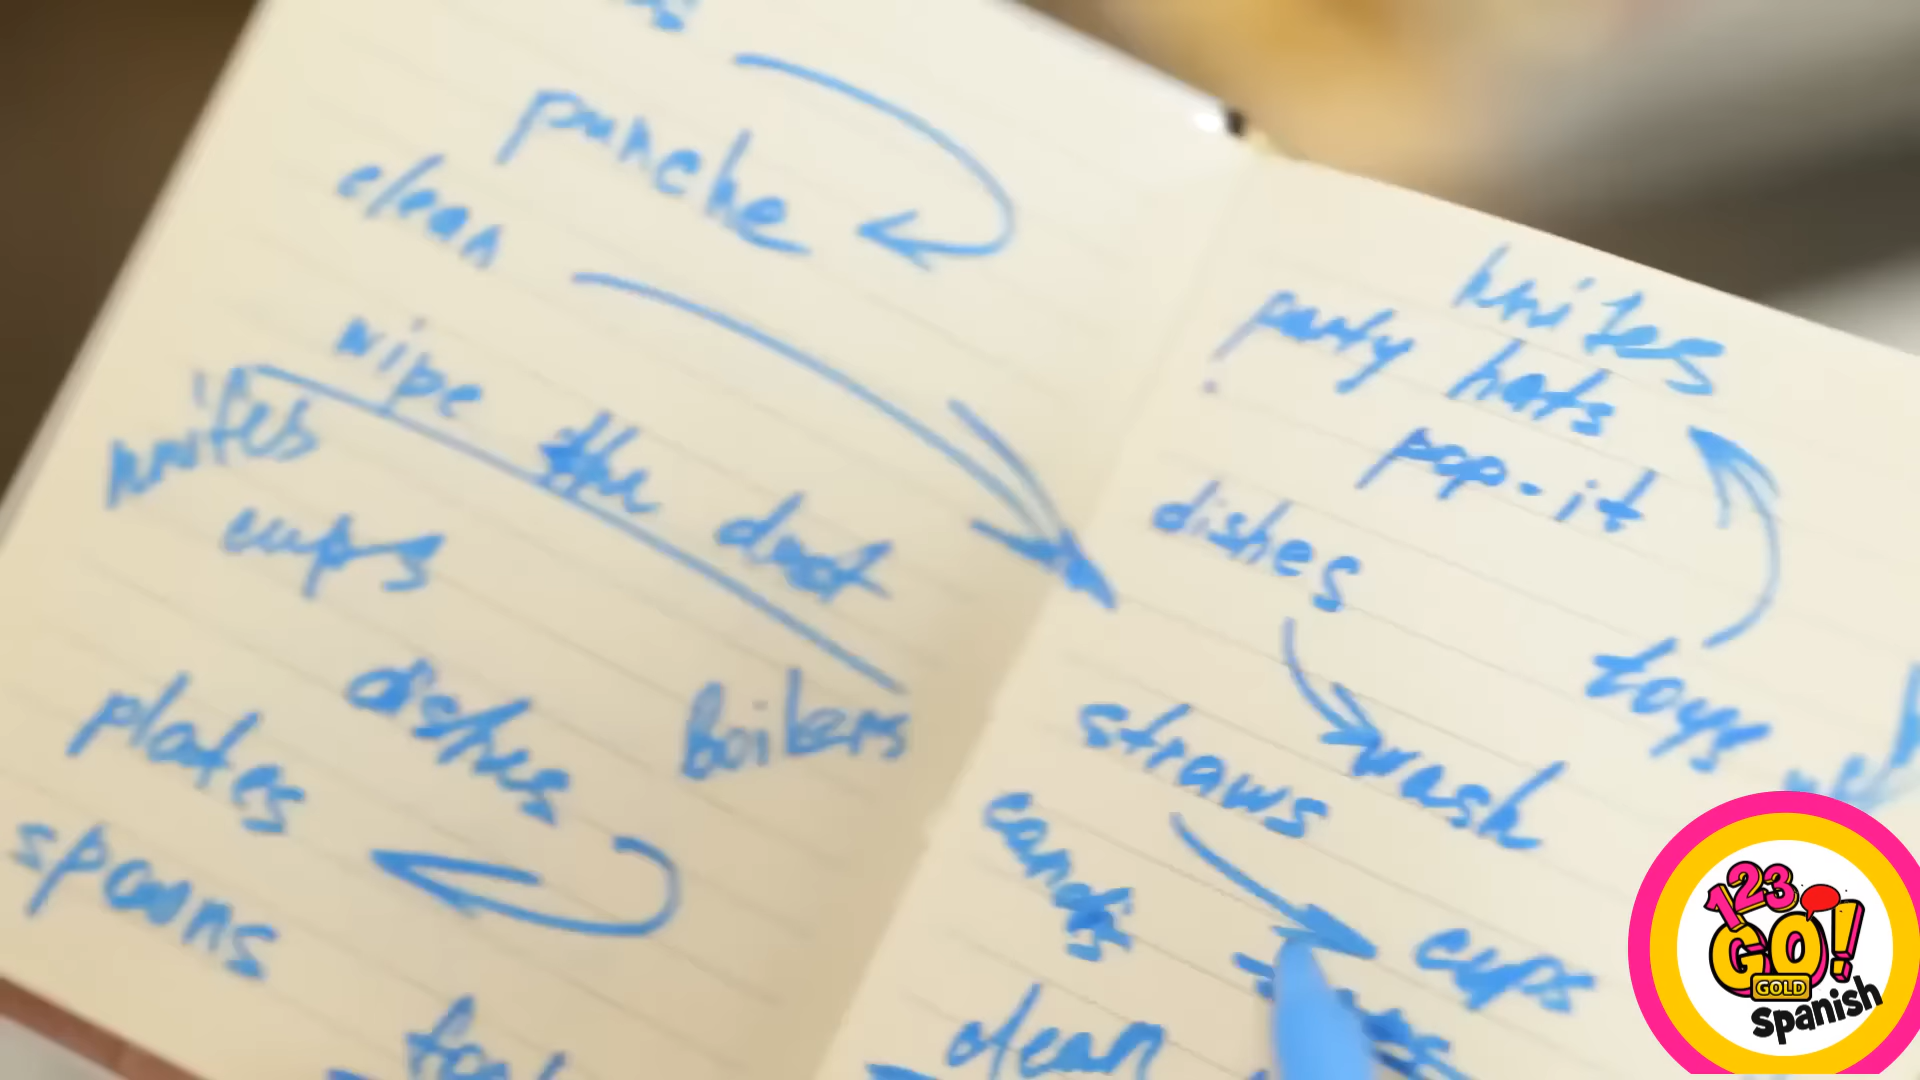 punche
clean
wipe the dust
knifes
cups
dishes
boilers
plates
spoons
knifes
party hats
pop-it
dishes
toys
straws
wash
candys
cups
clean
123
GO!
GOLD
Spanish